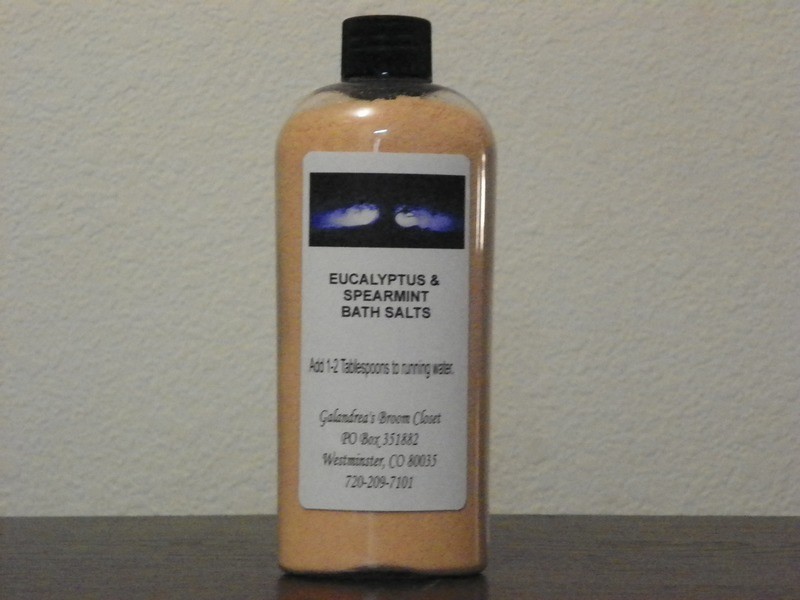 EUCALYPTUS &
SPEARMINT
BATH SALTS
Add 1-2 Tablespoons to running water.
Galandrea's Broom Closet
PO Box 351882
Westminster, CO 80035
720-209-7101